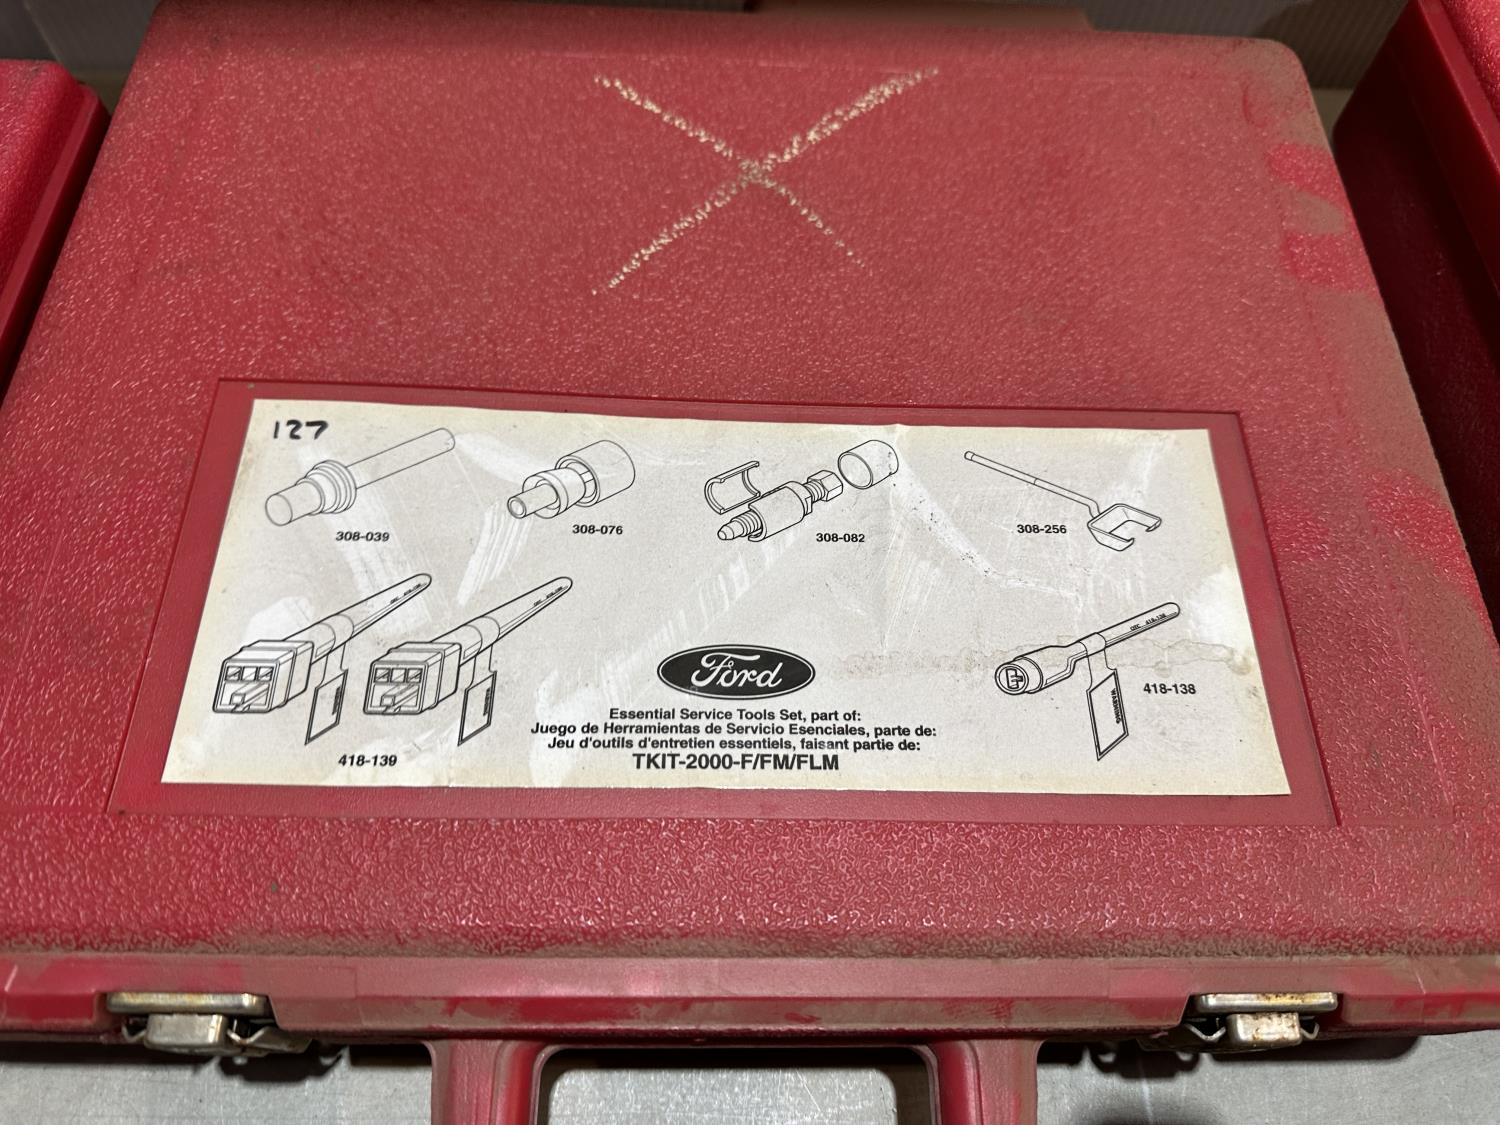 127
308-039
308-076
308-082
308-256
418-139
418-138
WARNING
Ford
Essential Service Tools Set, part of:
Juego de Herramientas de Servicio Esenciales, parte de:
Jeu d'outils d'entretien essentiels, faisant partie de:
TKIT-2000-F/FM/FLM